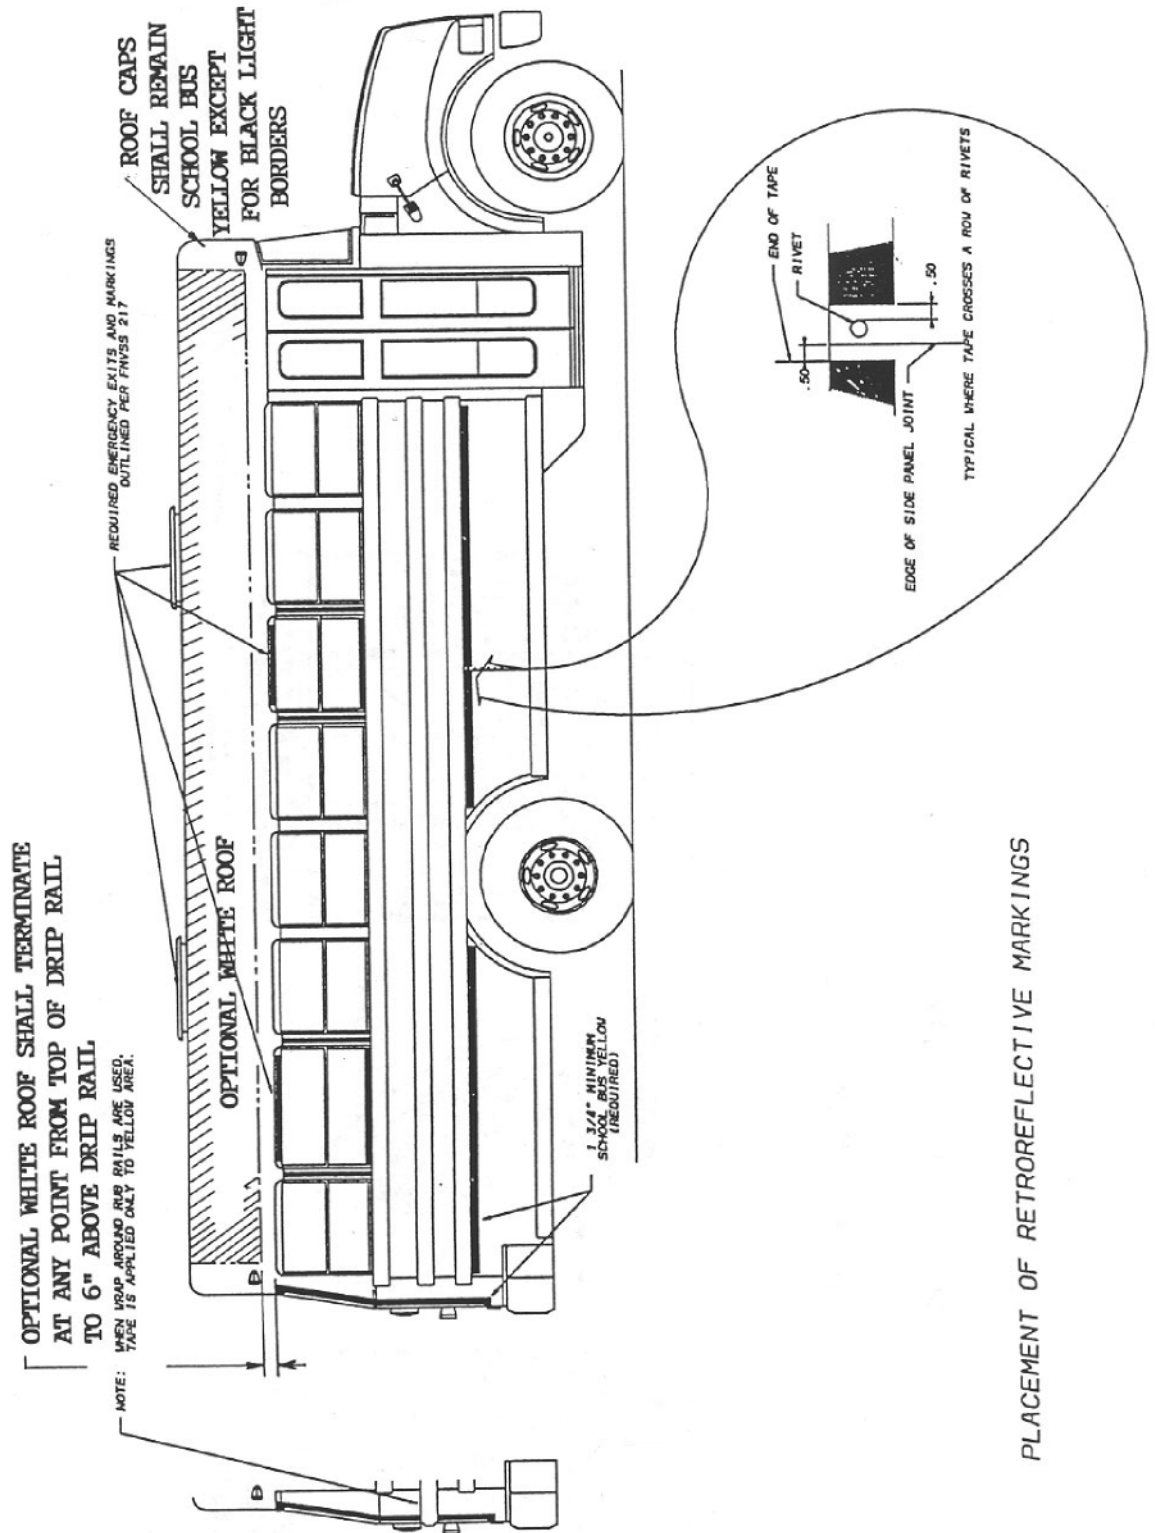 OPTIONAL WHITE ROOF SHALL TERMINATE
AT ANY POINT FROM TOP OF DRIP RAIL
TO 6" ABOVE DRIP RAIL
NOTE: WHEN WRAP AROUND RUB RAILS ARE USED,
TAPE IS APPLIED ONLY TO YELLOW AREA.
REQUIRED EMERGENCY EXITS AND MARKINGS
OUTLINED PER FMVSS 217
ROOF CAPS
SHALL REMAIN
SCHOOL BUS
YELLOW EXCEPT
FOR BLACK LIGHT
BORDERS
OPTIONAL WHITE ROOF
1 3/4" MINIMUM
SCHOOL BUS YELLOW
(REQUIRED)
END OF TAPE
RIVET
.50
.50
EDGE OF SIDE PANEL JOINT
TYPICAL WHERE TAPE CROSSES A ROW OF RIVETS
PLACEMENT OF RETROREFLECTIVE MARKINGS